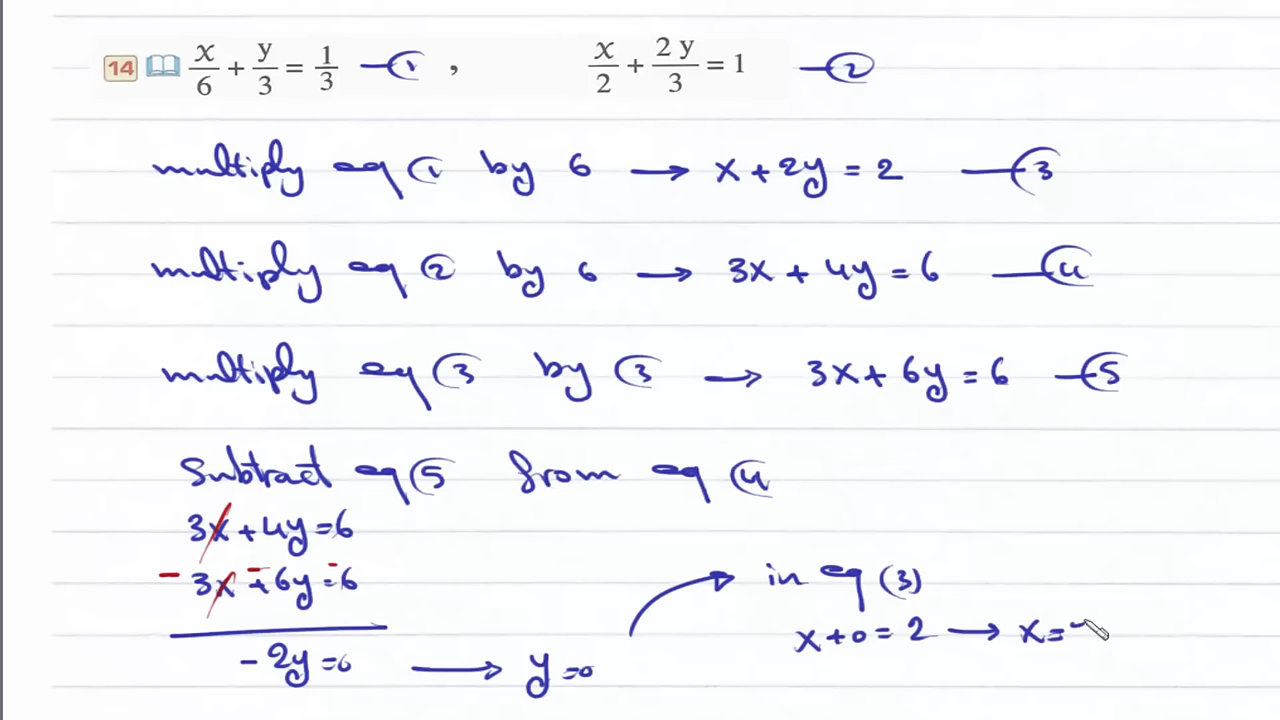 14 x/6 + y/3 = 1/3 —(1) , x/2 + 2y/3 = 1 —(2)
multiply eq (1) by 6 → x + 2y = 2 —(3)
multiply eq (2) by 6 → 3x + 4y = 6 —(4)
multiply eq (3) by (3) → 3x + 6y = 6 —(5)
Subtract eq (5) from eq (4)
3x + 4y = 6
- 3x + - 6y = - 6
- 2y = 0 → y = 0
in eq (3)
x + 0 = 2 → x =